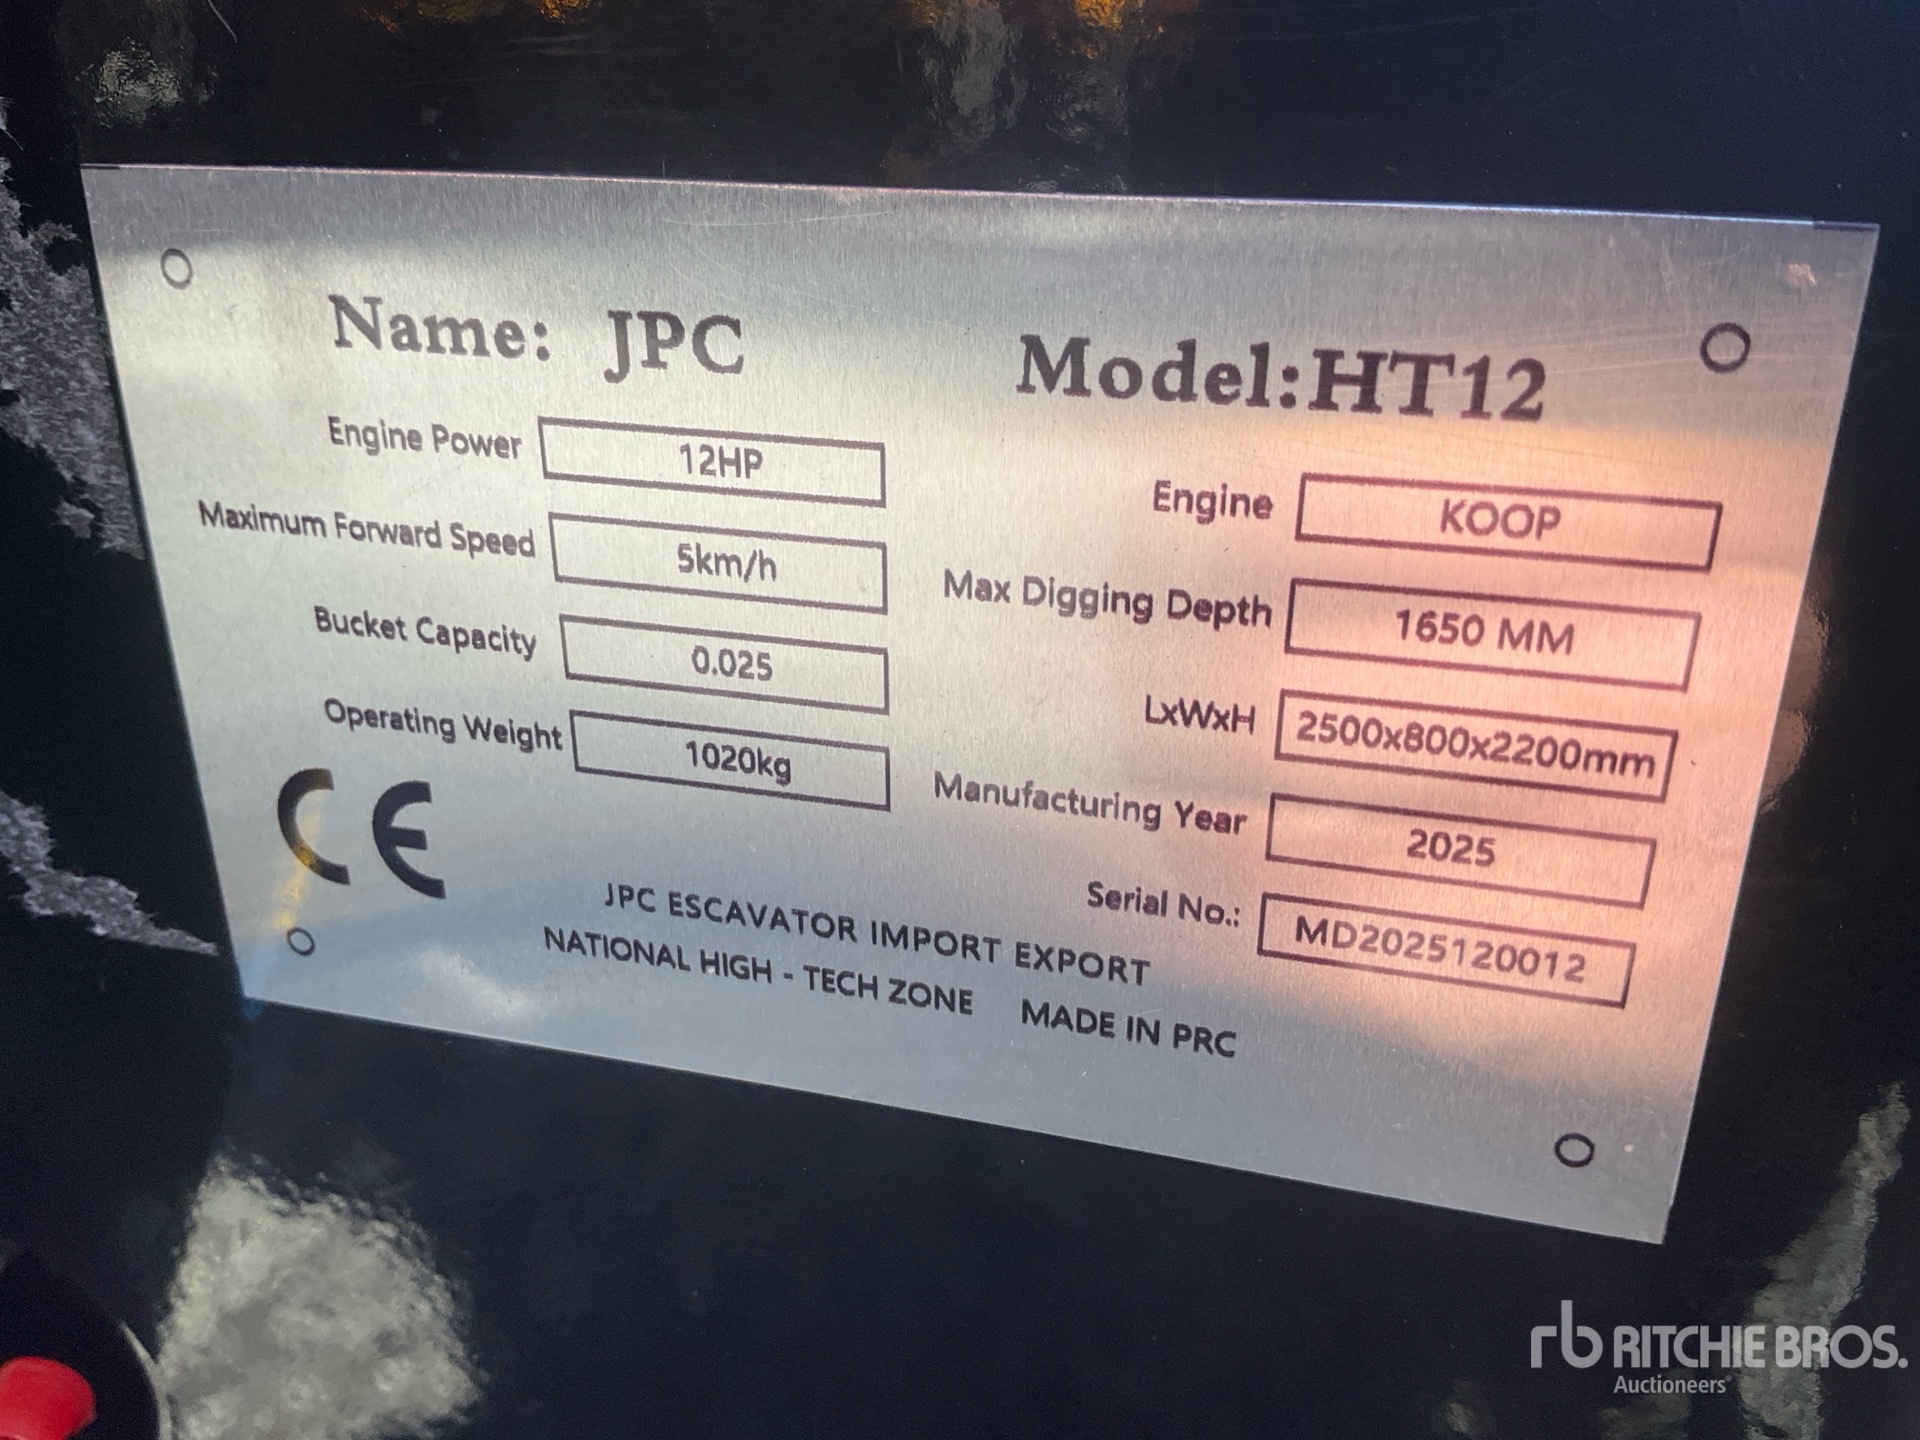 Name: JPC
Model:HT12
Engine Power 12HP
Maximum Forward Speed 5km/h
Bucket Capacity 0.025
Operating Weight 1020kg
Engine KOOP
Max Digging Depth 1650 MM
LxWxH 2500x800x2200mm
Manufacturing Year 2025
Serial No.: MD2025120012
CE
JPC ESCAVATOR IMPORT EXPORT
NATIONAL HIGH - TECH ZONE MADE IN PRC
rb RITCHIE BROS.
Auctioneers